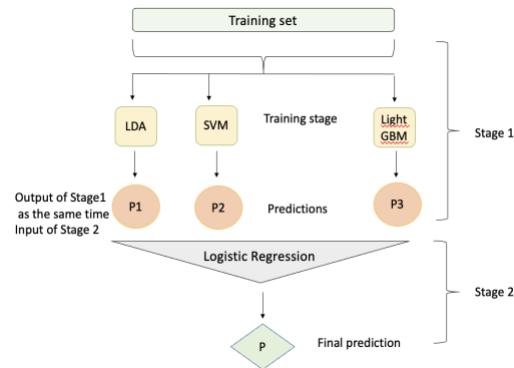 Training set
LDA
SVM
Training stage
Light
GBM
Stage 1
Output of Stage1
as the same time
Input of Stage 2
P1
P2
Predictions
P3
Logistic Regression
Stage 2
P
Final prediction